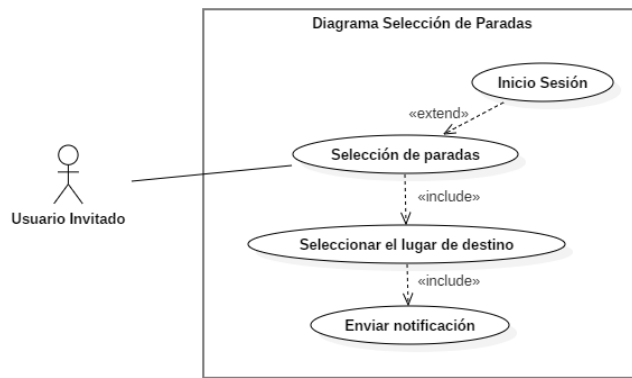 Diagrama Selección de Paradas
Inicio Sesión
«extend»
Selección de paradas
Usuario Invitado
«include»
Seleccionar el lugar de destino
«include»
Enviar notificación